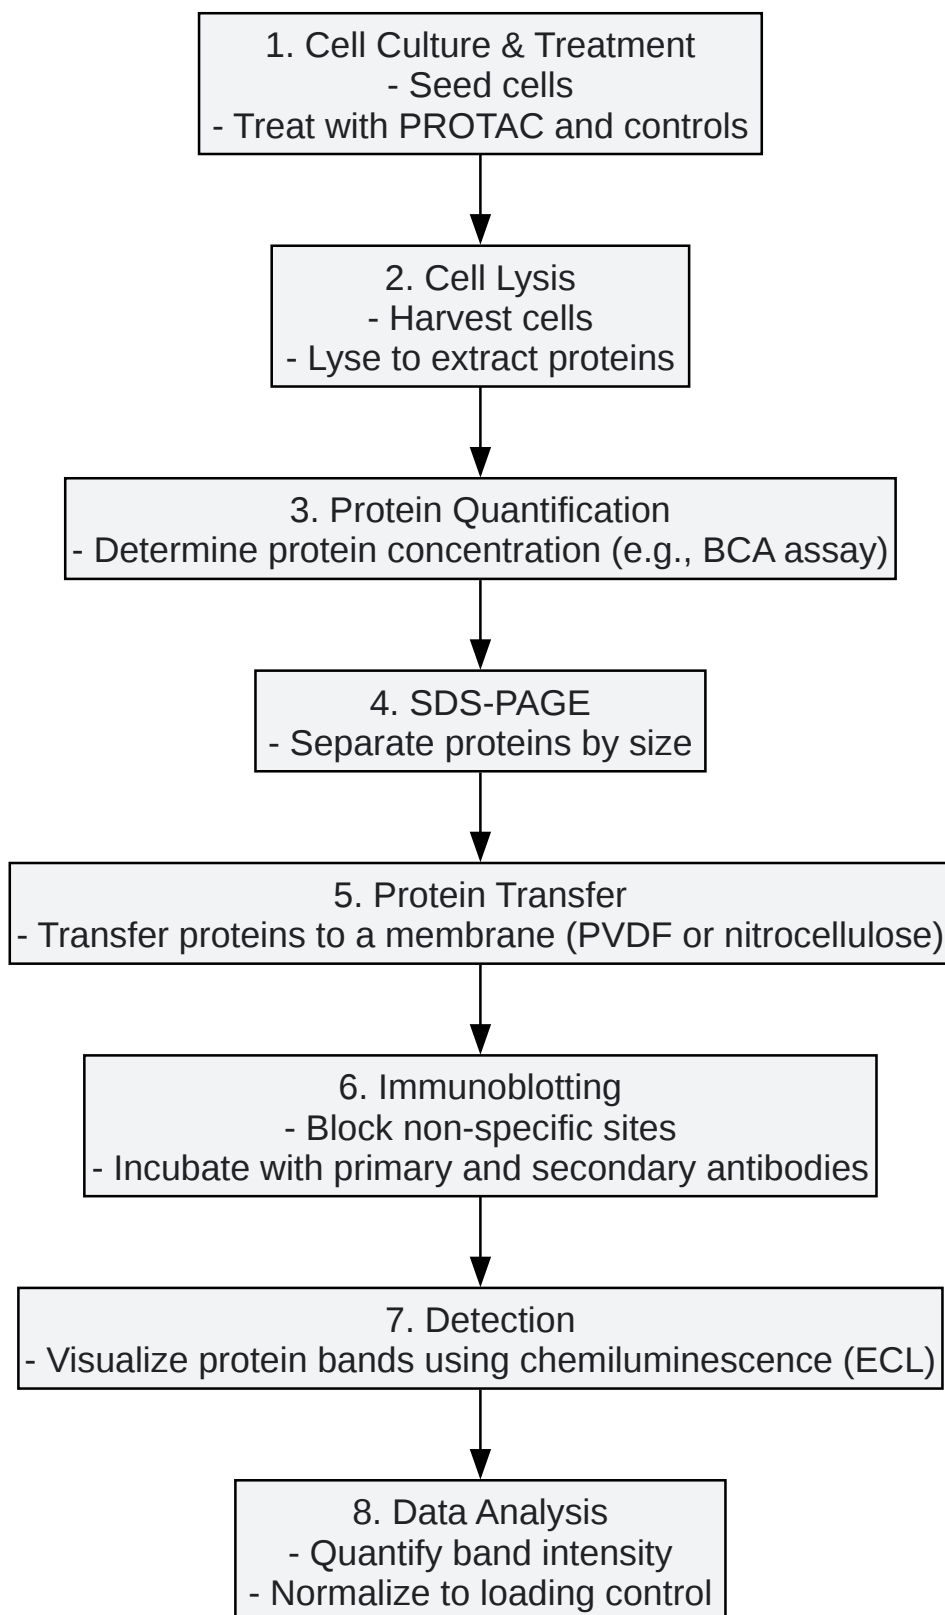 1. Cell Culture & Treatment
- Seed cells
- Treat with PROTAC and controls
2. Cell Lysis
- Harvest cells
- Lyse to extract proteins
3. Protein Quantification
- Determine protein concentration (e.g., BCA assay)
4. SDS-PAGE
- Separate proteins by size
5. Protein Transfer
- Transfer proteins to a membrane (PVDF or nitrocellulose)
6. Immunoblotting
- Block non-specific sites
- Incubate with primary and secondary antibodies
7. Detection
- Visualize protein bands using chemiluminescence (ECL)
8. Data Analysis
- Quantify band intensity
- Normalize to loading control